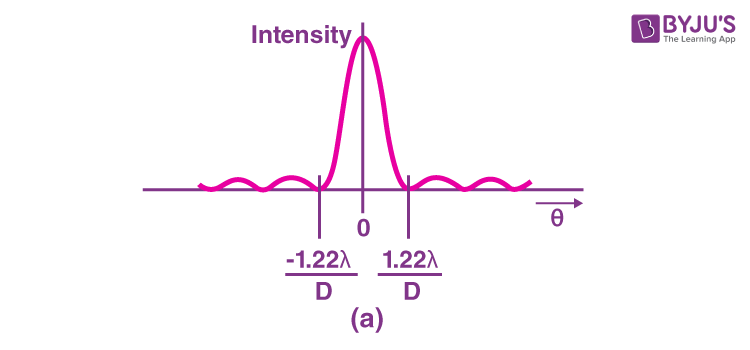 Intensity
BYJU'S
The Learning App
0
θ
-1.22λ
D
1.22λ
D
(a)